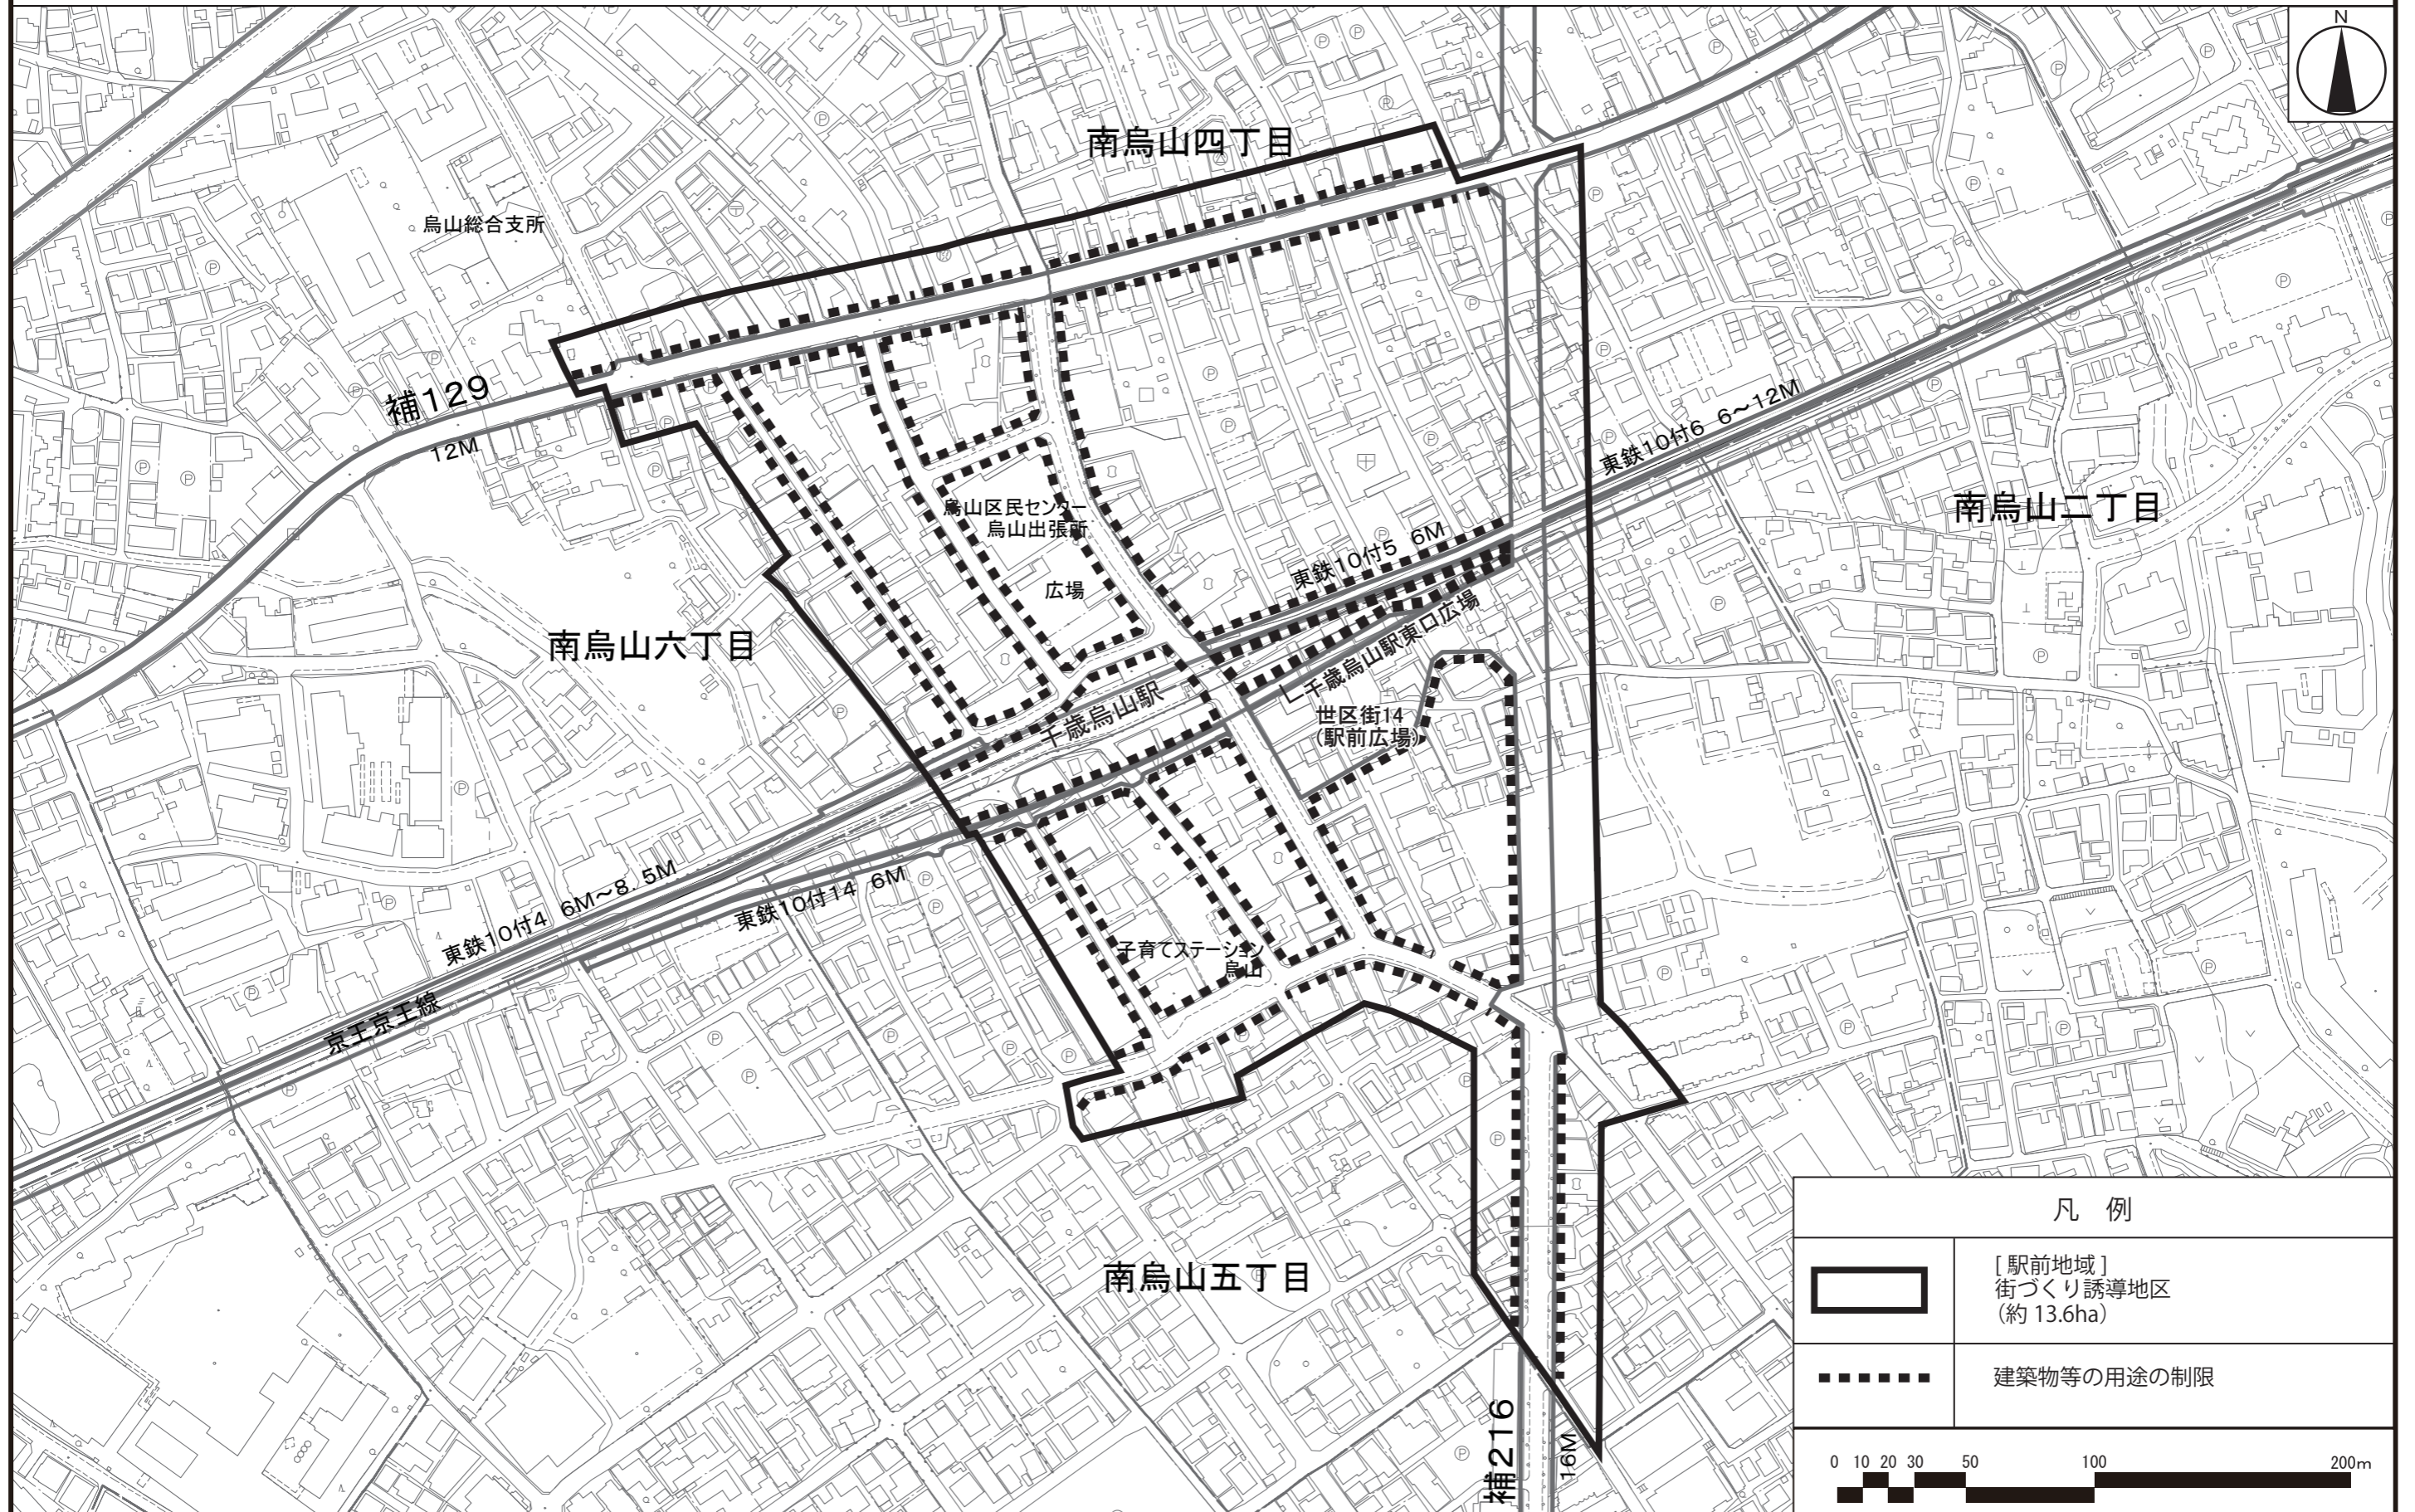 N
南烏山四丁目
烏山総合支所
補129
12M
東鉄10付6 6～12M
南烏山二丁目
烏山区民センター
烏山出張所
広場
東鉄10付5 6M
南烏山六丁目
千歳烏山駅東口広場
千歳烏山駅
世区街14
(駅前広場)
東鉄10付4 6M～8.5M
東鉄10付14 6M
子育てステーション
烏山
京王京王線
南烏山五丁目
補216
16M
凡 例
[ 駅前地域 ]
街づくり誘導地区
（約 13.6ha）
建築物等の用途の制限
0 10 20 30 50 100 200m